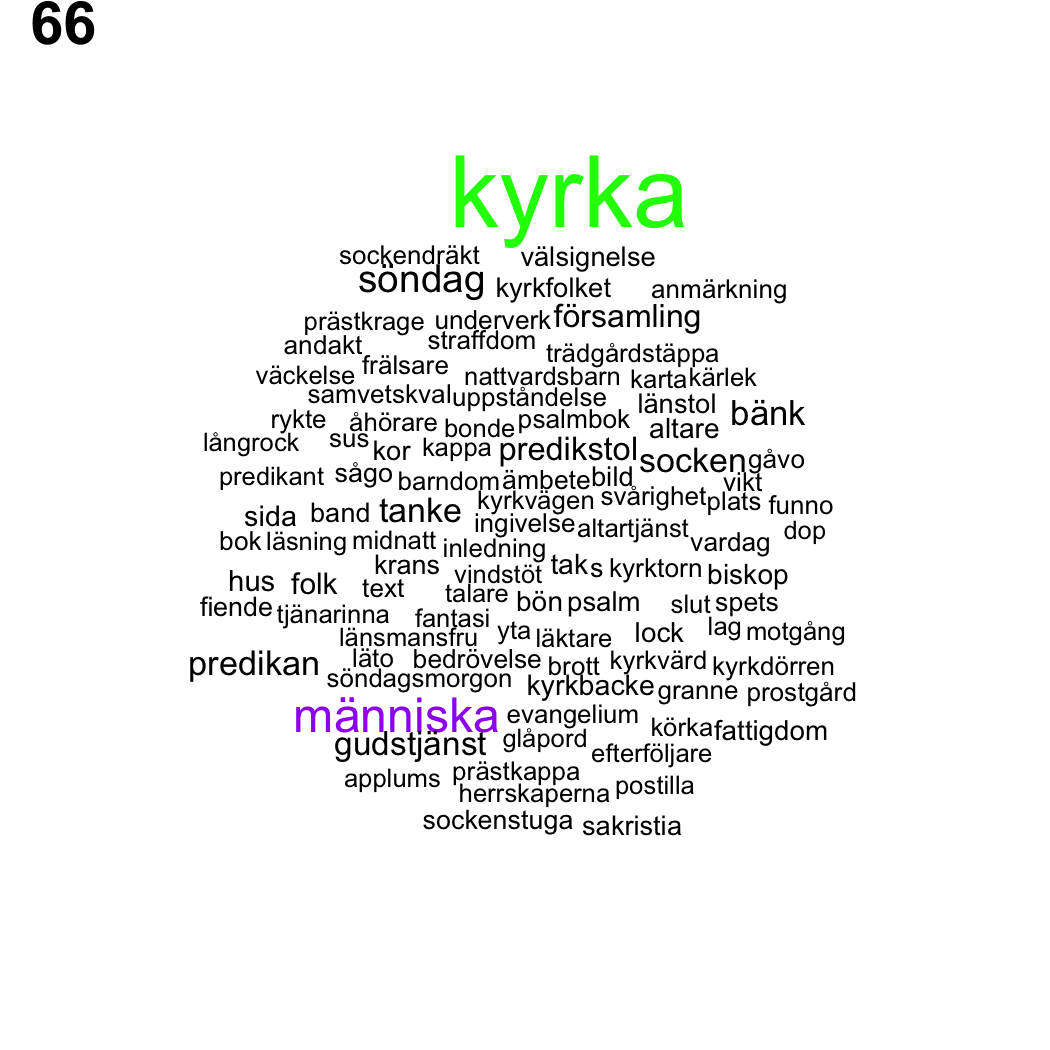 66
kyrka
sockendräkt välsignelse
söndag kyrkfolket anmärkning
prästkrage underverk församling
andakt straffdom trädgårdstäppa
väckelse frälsare nattvardsbarn karta kärlek
samvetskval uppståndelse länstol bänk
rykte åhörare bonde psalmbok altare
långrock sus kor kappa predikstol socken gåvo
predikant sågo barndom ämbete bild vikt
sida band tanke kyrkvägen svårighet plats funno
ingivelse altartjänst dop
bok läsning midnatt inledning vardag
krans vindstöt taks kyrktorn biskop
hus folk text talare bön psalm slut spets
fiende tjänarinna fantasi
länsmansfru yta läktare lock lag motgång
predikan läto bedrövelse brott kyrkvärd kyrkdörren
söndagsmorgon kyrkbacke granne prostgård
människa evangelium körka fattigdom
gudstjänst glåpord efterföljare
applums prästkappa postilla
herrskaperna
sockenstuga sakristia